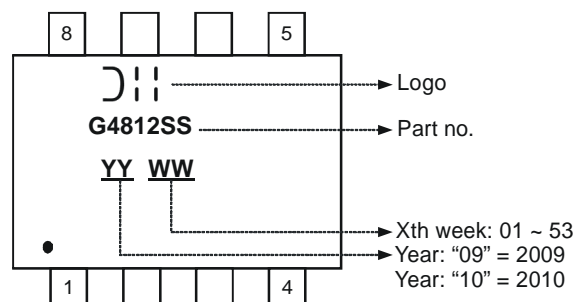 8 5
Logo
G4812SS Part no.
YY WW
Xth week: 01 ~ 53
Year: “09” = 2009
Year: “10” = 2010
1 4